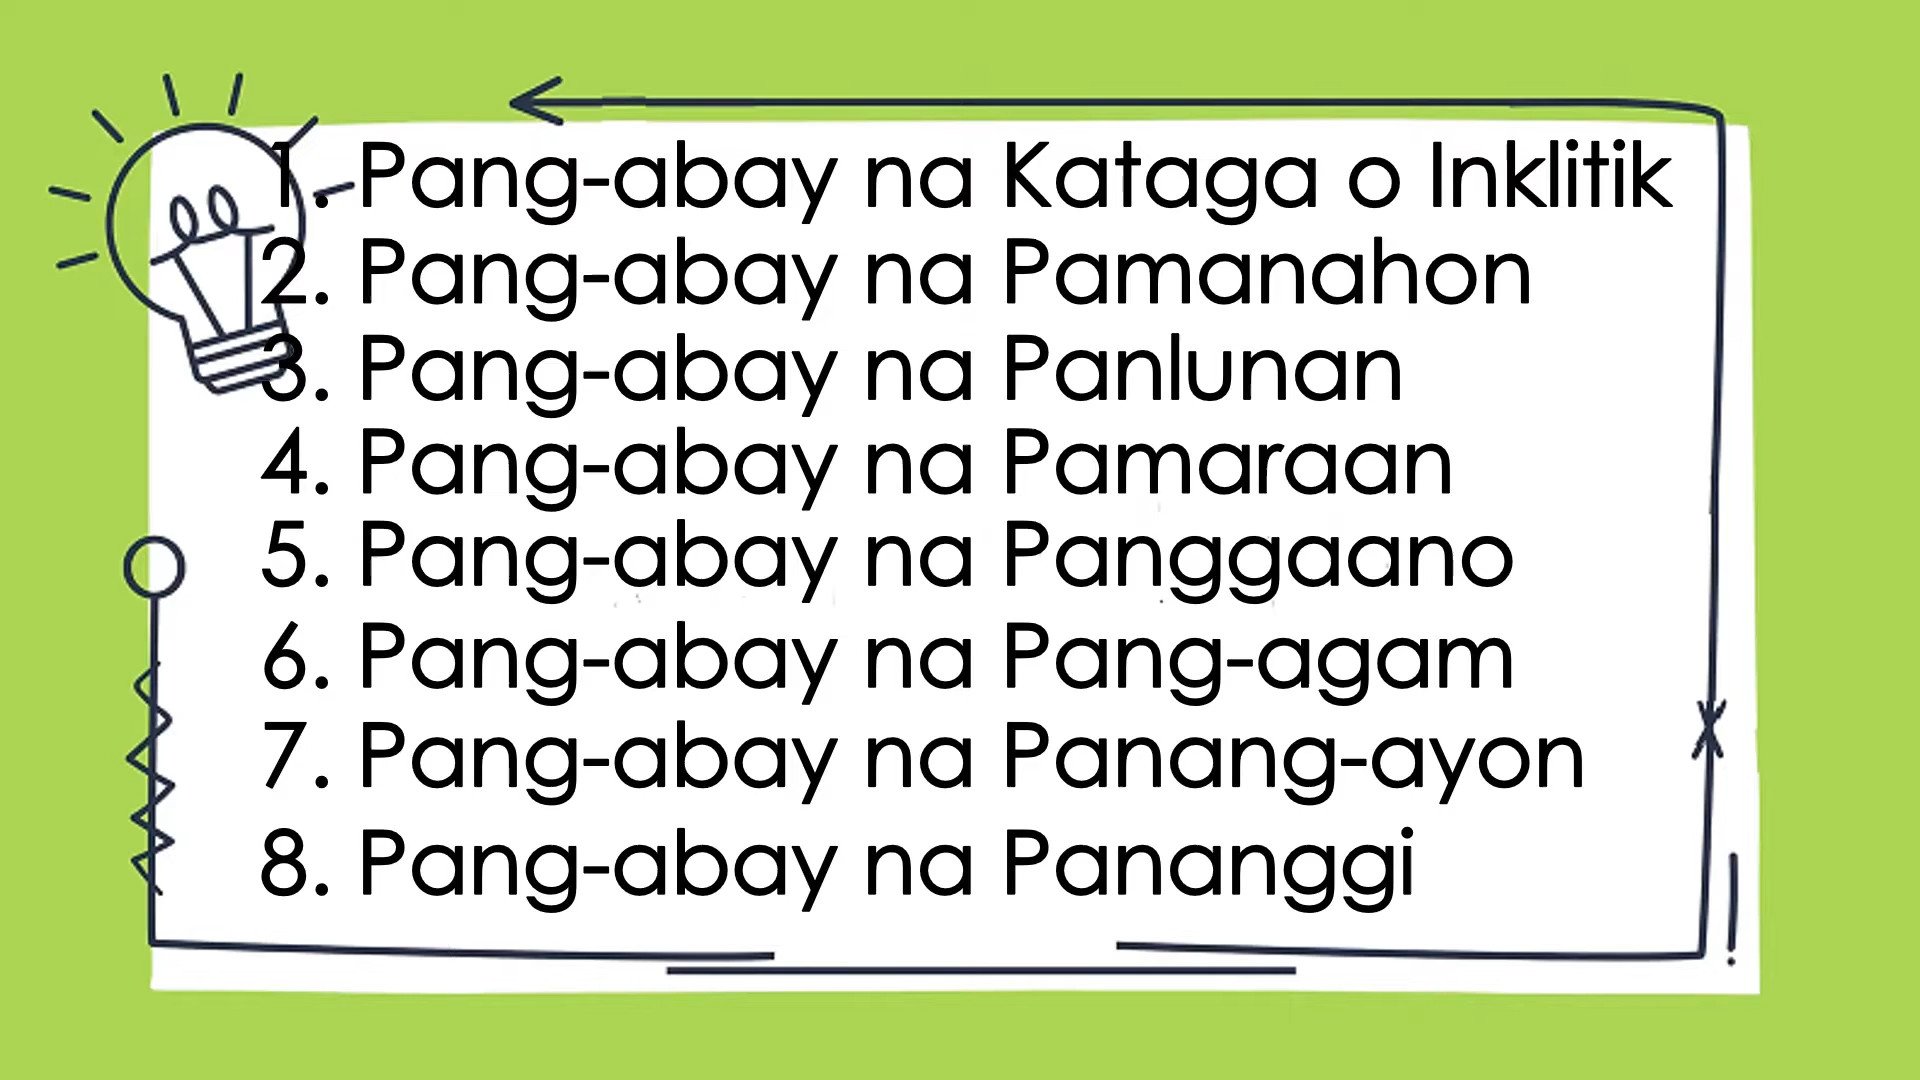 1. Pang-abay na Kataga o Inklitik
2. Pang-abay na Pamanahon
3. Pang-abay na Panlunan
4. Pang-abay na Pamaraan
5. Pang-abay na Panggaano
6. Pang-abay na Pang-agam
7. Pang-abay na Panang-ayon
8. Pang-abay na Pananggi